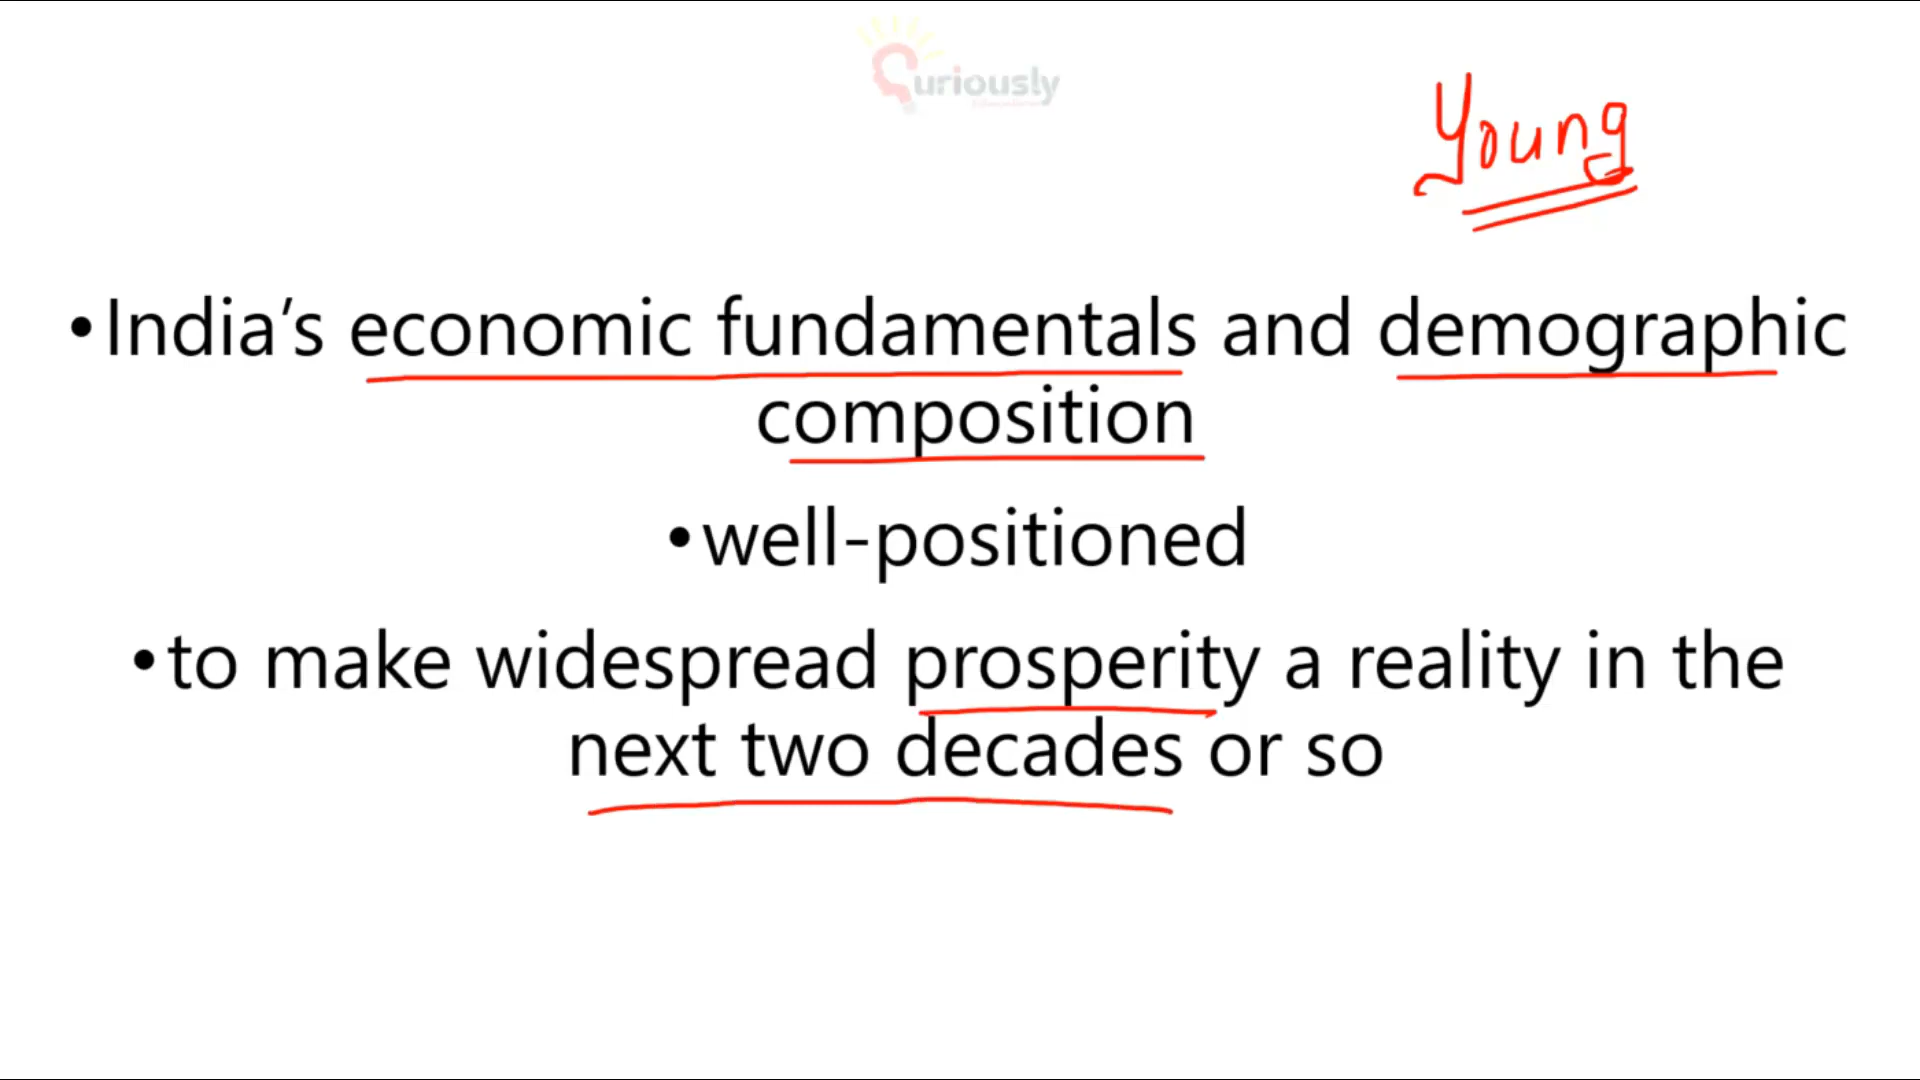 Curiously
Young
•India’s economic fundamentals and demographic
composition
•well-positioned
•to make widespread prosperity a reality in the
next two decades or so